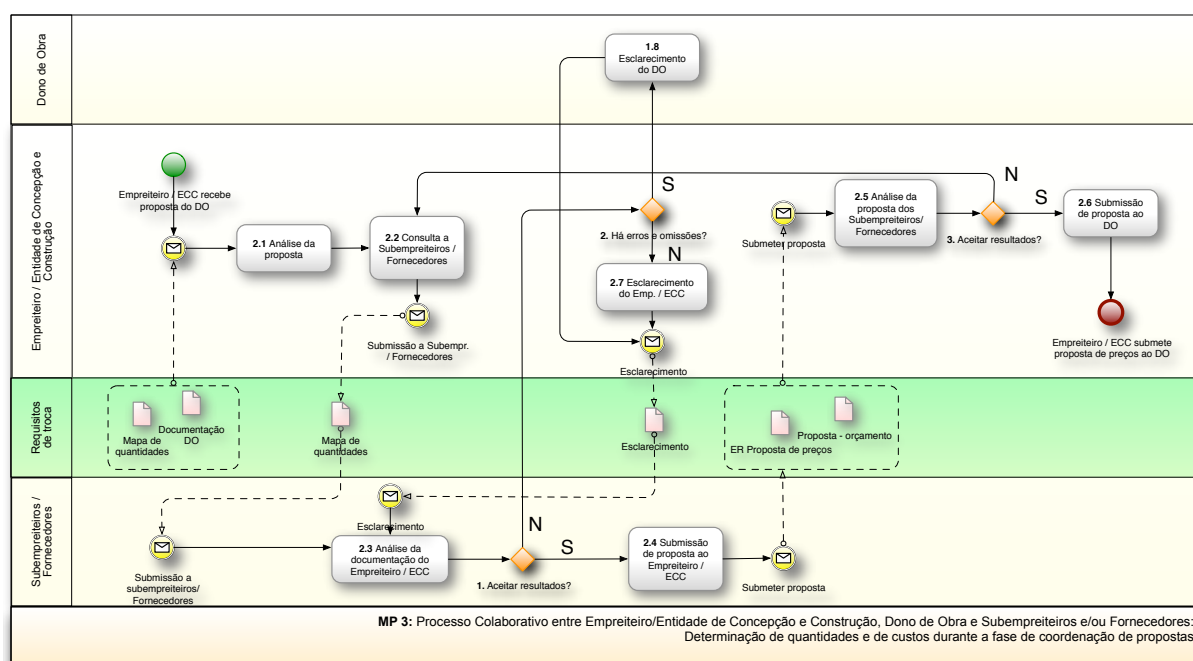 Dono de Obra
1.8
Esclarecimento
do DO
Empreiteiro / Entidade de Concepção e
Construção
Empreiteiro / ECC recebe
proposta do DO
2.1 Análise da
proposta
2.2 Consulta a
Subempreiteiros /
Fornecedores
Submissão a Subempr.
/ Fornecedores
S
2. Há erros e omissões?
N
2.7 Esclarecimento
do Emp. / ECC
Esclarecimento
Submeter proposta
2.5 Análise da
proposta dos
Subempreiteiros/
Fornecedores
N
S
3. Aceitar resultados?
2.6 Submissão
de proposta ao
DO
Empreiteiro / ECC submete
proposta de preços ao DO
Requisitos
de troca
Mapa de
quantidades
Documentação
DO
Mapa de
quantidades
Esclarecimento
ER Proposta de preços
Proposta - orçamento
Subempreiteiros /
Fornecedores
Submissão a
subempreiteiros/
Fornecedores
Esclarecimento
2.3 Análise da
documentação do
Empreiteiro / ECC
N
S
1. Aceitar resultados?
2.4 Submissão
de proposta ao
Empreiteiro /
ECC
Submeter proposta
MP 3: Processo Colaborativo entre Empreiteiro/Entidade de Concepção e Construção, Dono de Obra e Subempreiteiros e/ou Fornecedores:
Determinação de quantidades e de custos durante a fase de coordenação de propostas